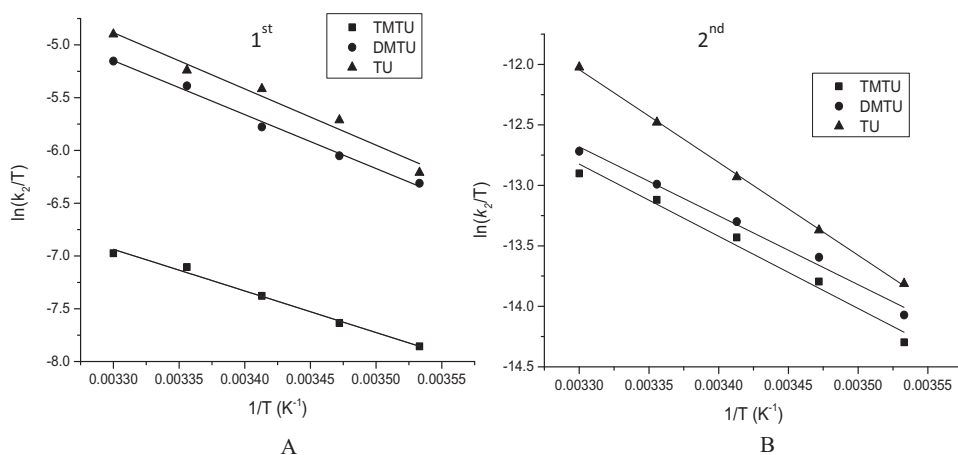 1st
TMTU
DMTU
TU
-5.0
-5.5
-6.0
-6.5
-7.0
-7.5
-8.0
ln(k2/T)
0.00330
0.00335
0.00340
0.00345
0.00350
0.00355
1/T (K-1)
A
2nd
TMTU
DMTU
TU
-12.0
-12.5
-13.0
-13.5
-14.0
-14.5
ln(k2/T)
0.00330
0.00335
0.00340
0.00345
0.00350
0.00355
1/T (K-1)
B